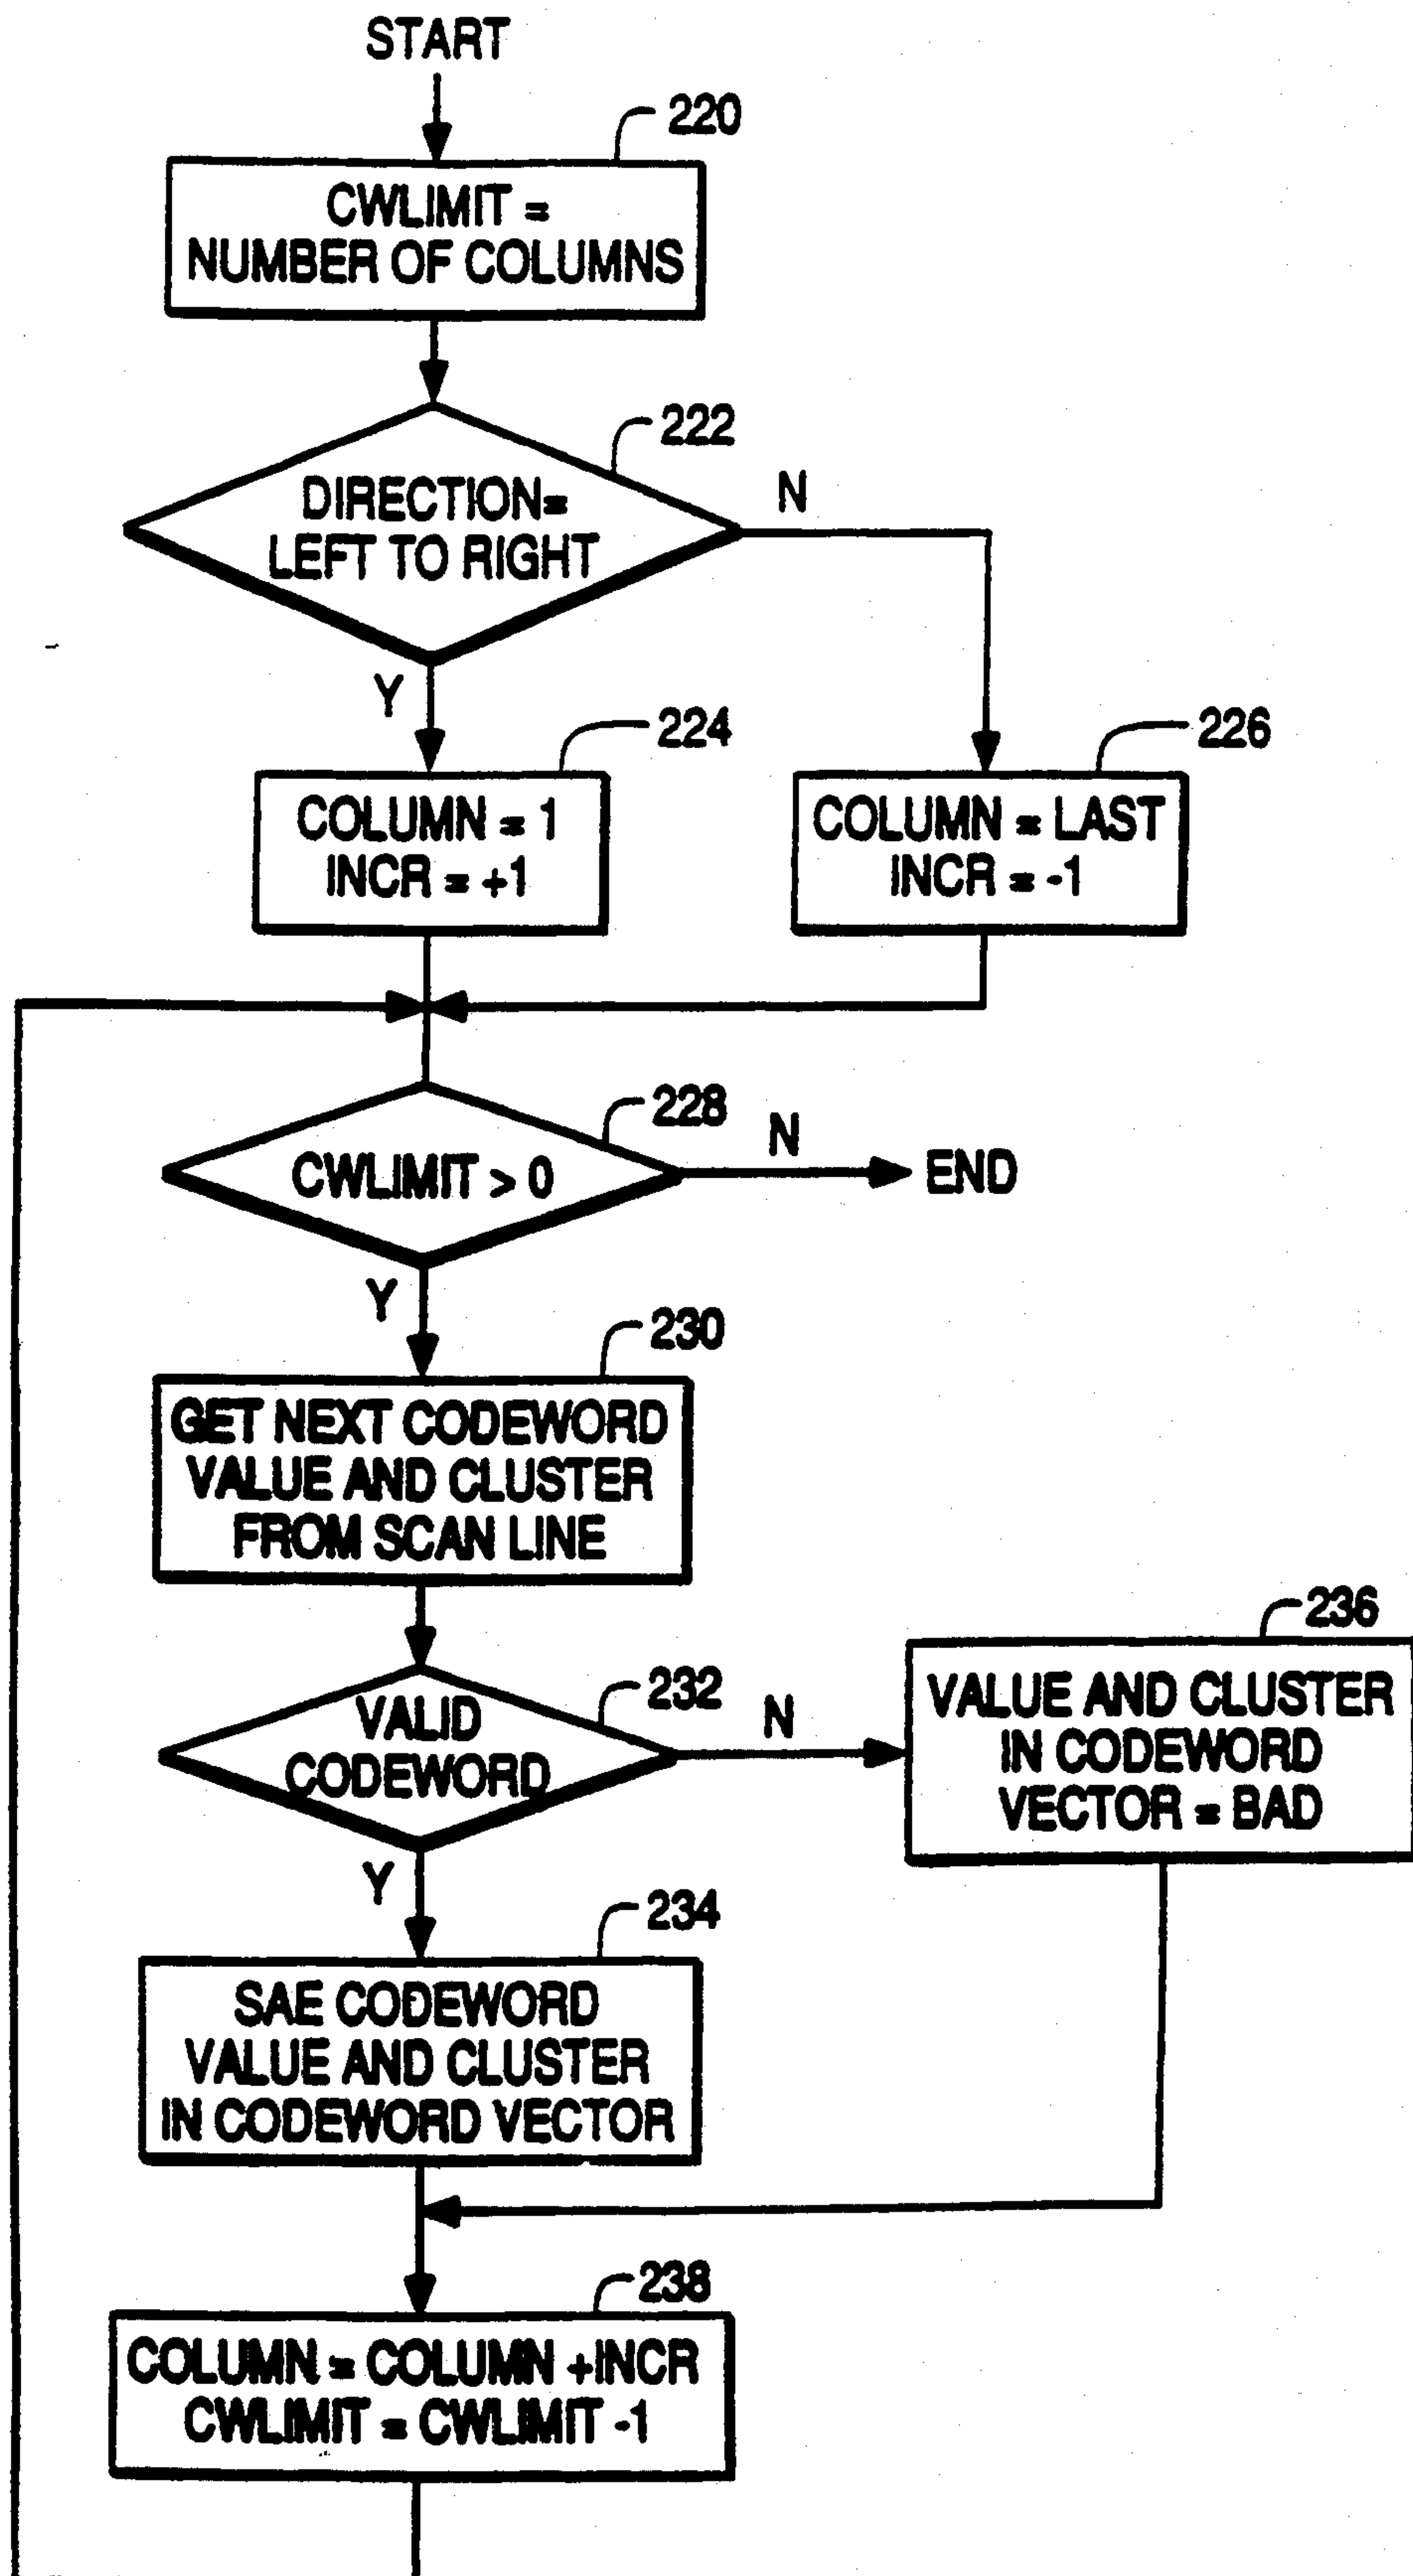 START
220
CWLIMIT =
NUMBER OF COLUMNS
222
DIRECTION=
LEFT TO RIGHT
N
Y
224
226
COLUMN = 1
INCR = +1
COLUMN = LAST
INCR = -1
228
CWLIMIT > 0
N
END
Y
230
GET NEXT CODEWORD
VALUE AND CLUSTER
FROM SCAN LINE
232
VALID
CODEWORD
N
236
VALUE AND CLUSTER
IN CODEWORD
VECTOR = BAD
Y
234
SAE CODEWORD
VALUE AND CLUSTER
IN CODEWORD VECTOR
238
COLUMN = COLUMN +INCR
CWLIMIT = CWLIMIT -1